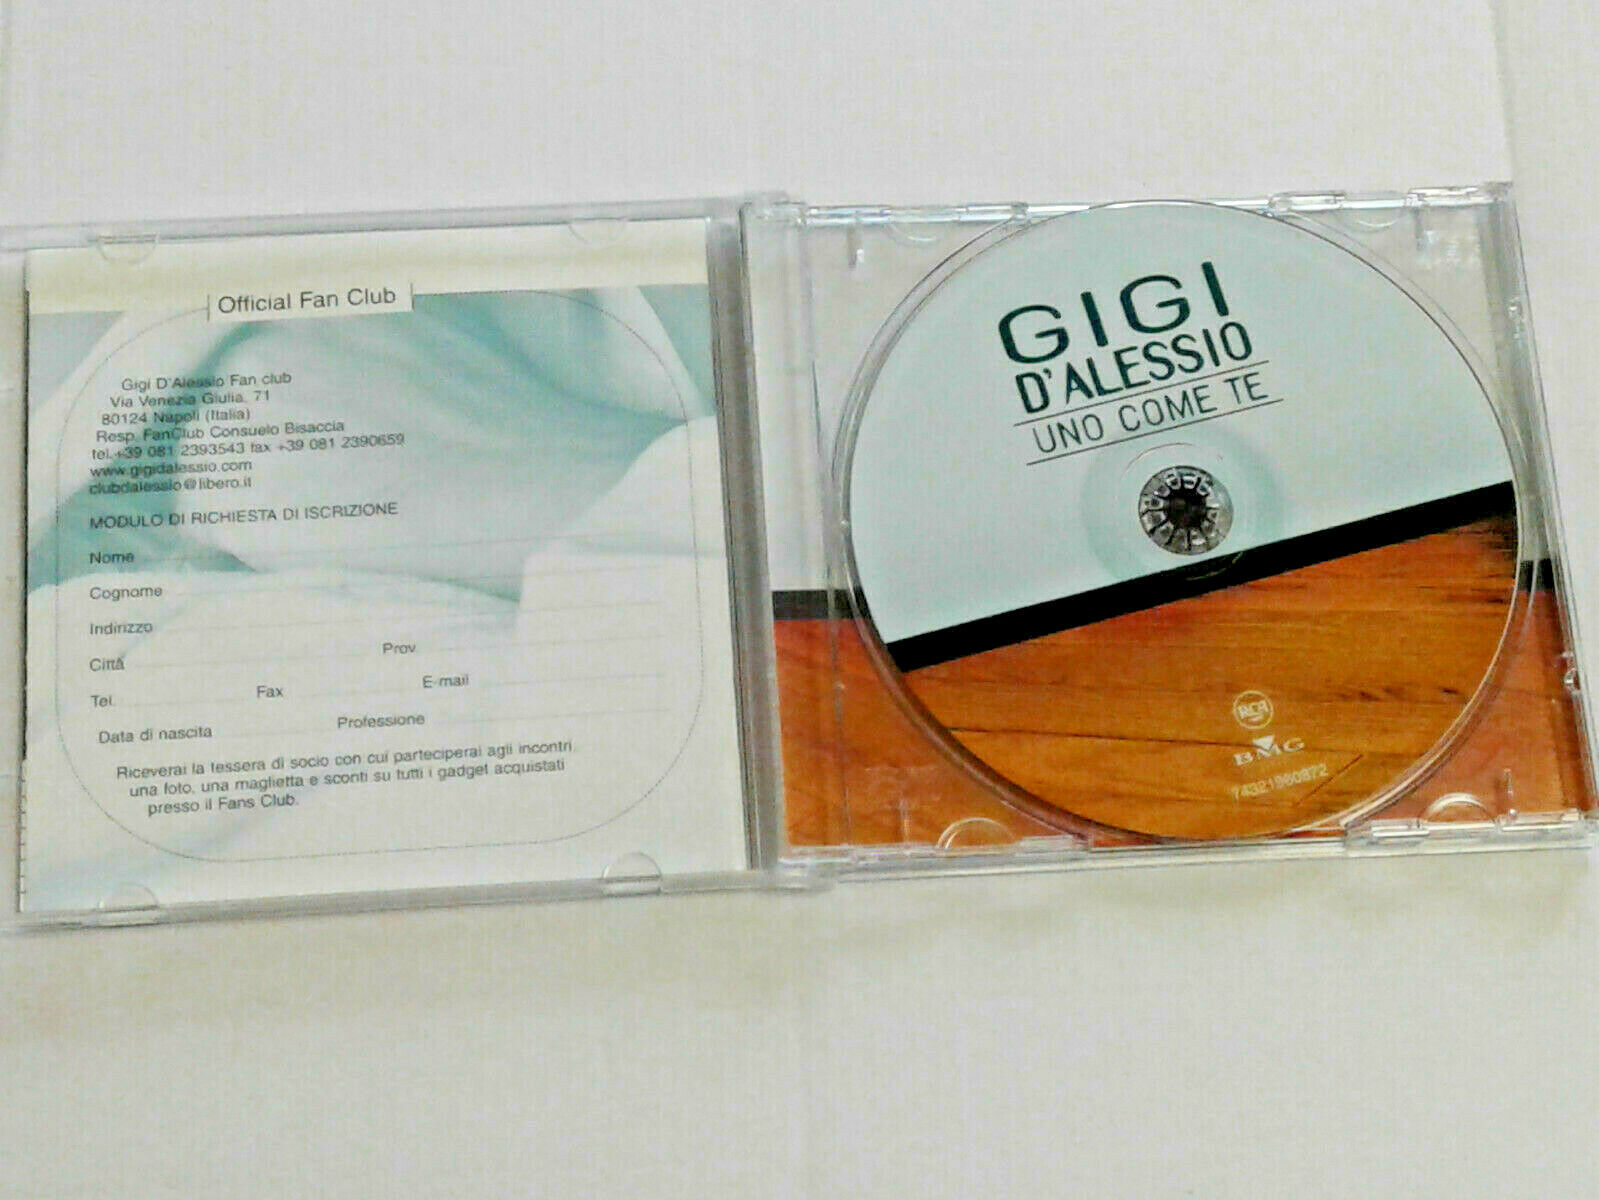 Official Fan Club
Gigi D'Alessio Fan club
Via Venezia Giulia, 71
80124 Napoli (Italia)
Resp. FanClub Consuelo Bisaccia
tel.+39 081 2393543 fax +39 081 2390659
www.gigidalessio.com
clubdalessio@libero.it
MODULO DI RICHIESTA DI ISCRIZIONE
Nome
Cognome
Indirizzo
Città Prov.
Tel. Fax E-mail
Data di nascita Professione
Riceverai la tessera di socio con cui parteciperai agli incontri,
una foto, una maglietta e sconti su tutti i gadget acquistati
presso il Fans Club.
GIGI
D'ALESSIO
UNO COME TE
RCA
BMG